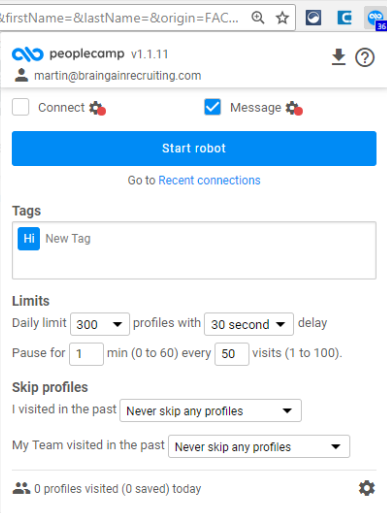 &firstName=&lastName=&origin=FAC...
36
peoplecamp v1.1.11
martin@braingainrecruiting.com
Connect
Message
Start robot
Go to Recent connections
Tags
Hi New Tag
Limits
Daily limit 300 profiles with 30 second delay
Pause for 1 min (0 to 60) every 50 visits (1 to 100).
Skip profiles
I visited in the past Never skip any profiles
My Team visited in the past Never skip any profiles
0 profiles visited (0 saved) today